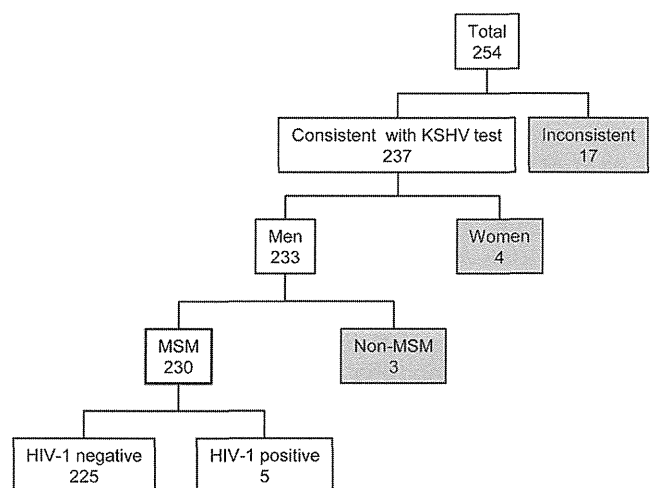 Total
254
Consistent with KSHV test
237
Inconsistent
17
Men
233
Women
4
MSM
230
Non-MSM
3
HIV-1 negative
225
HIV-1 positive
5